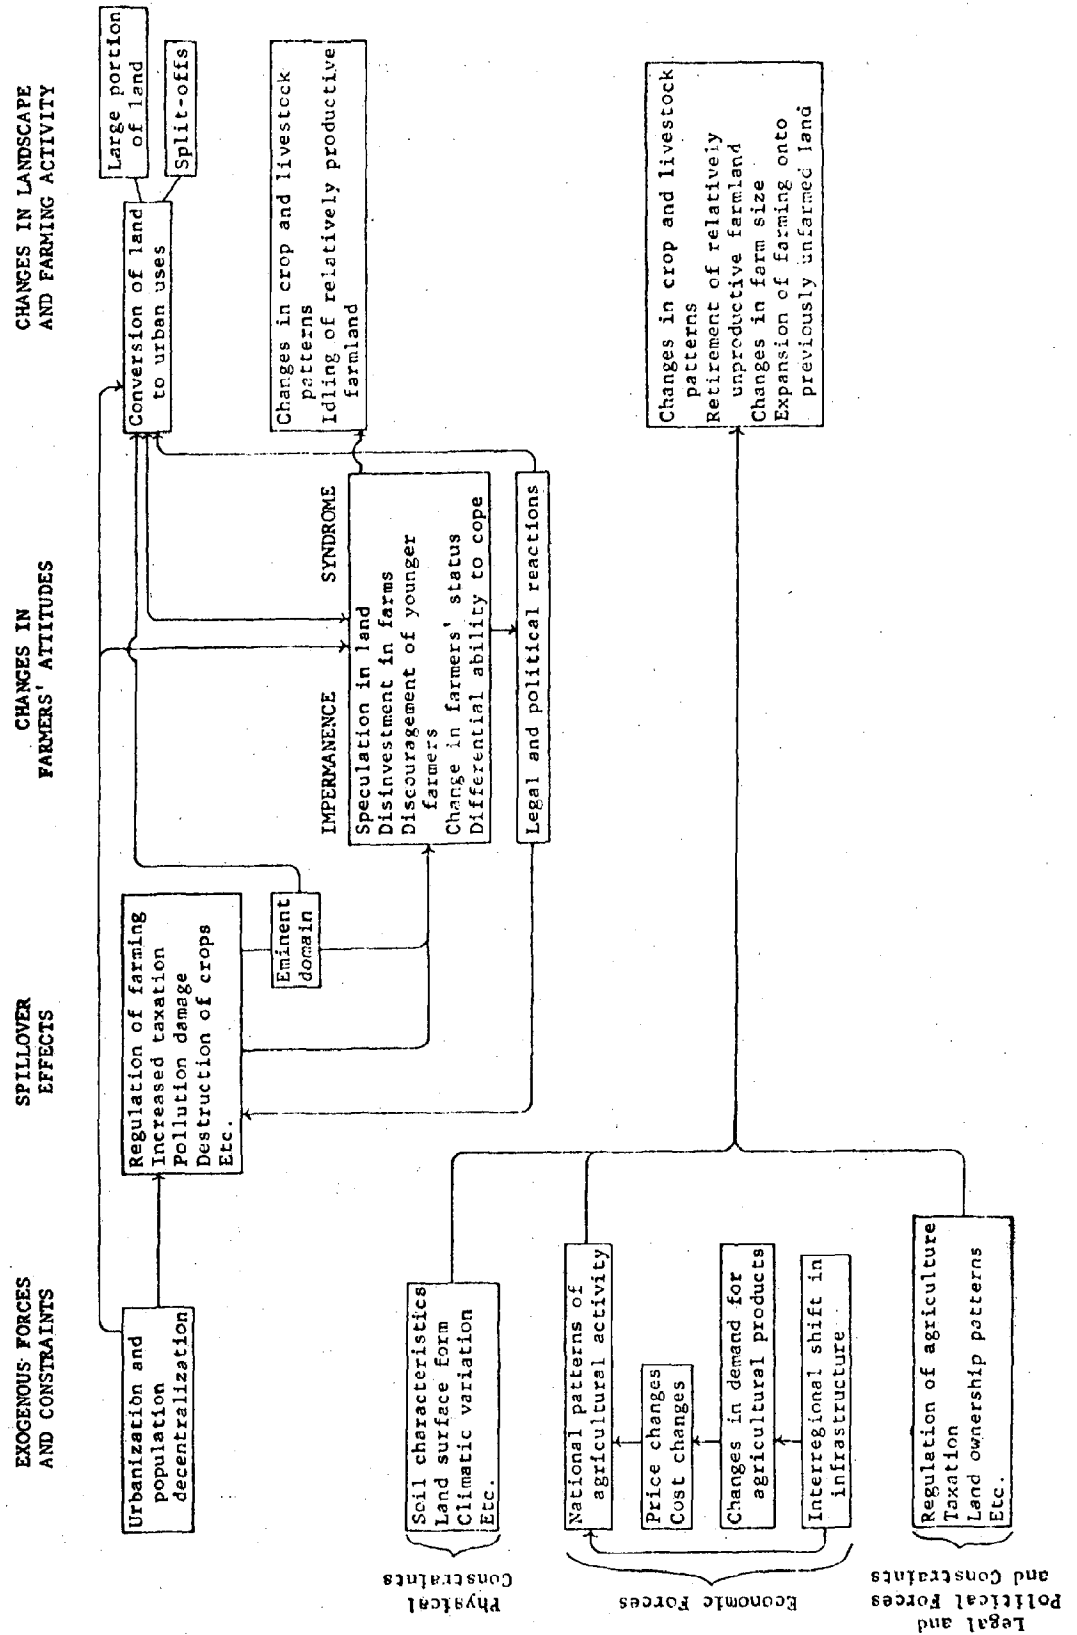 EXOGENOUS FORCES
AND CONSTRAINTS
SPILLOVER
EFFECTS
CHANGES IN
FARMERS' ATTITUDES
CHANGES IN LANDSCAPE
AND FARMING ACTIVITY
Urbanization and
population
decentralization
Regulation of farming
Increased taxation
Pollution damage
Destruction of crops
Etc.
Eminent
domain
IMPERMANENCE SYNDROME
Speculation in land
Disinvestment in farms
Discouragement of younger
farmers
Change in farmers' status
Differential ability to cope
Legal and political reactions
Conversion of land
to urban uses
Large portion
of land
Split-offs
Changes in crop and livestock
patterns
Idling of relatively productive
farmland
Physical
Constraints
Soil characteristics
Land surface form
Climatic variation
Etc.
Economic Forces
National patterns of
agricultural activity
Price changes
Cost changes
Changes in demand for
agricultural products
Interregional shift in
infrastructure
Legal and
Political Forces
and Constraints
Regulation of agriculture
Taxation
Land ownership patterns
Etc.
Changes in crop and livestock
patterns
Retirement of relatively
unproductive farmland
Changes in farm size
Expansion of farming onto
previously unfarmed land